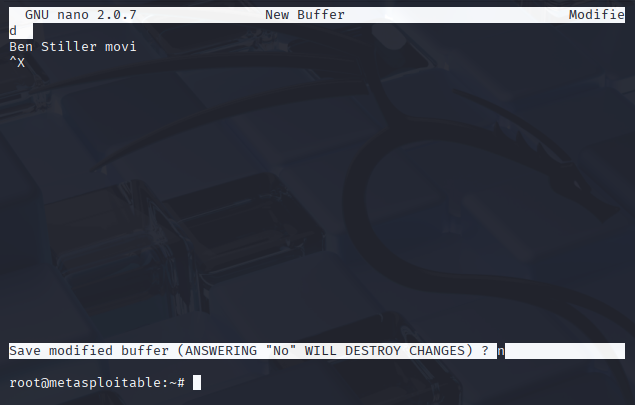 GNU nano 2.0.7 New Buffer Modifie
d
Ben Stiller movi
^X
Save modified buffer (ANSWERING "No" WILL DESTROY CHANGES) ? n
root@metasploitable:~#